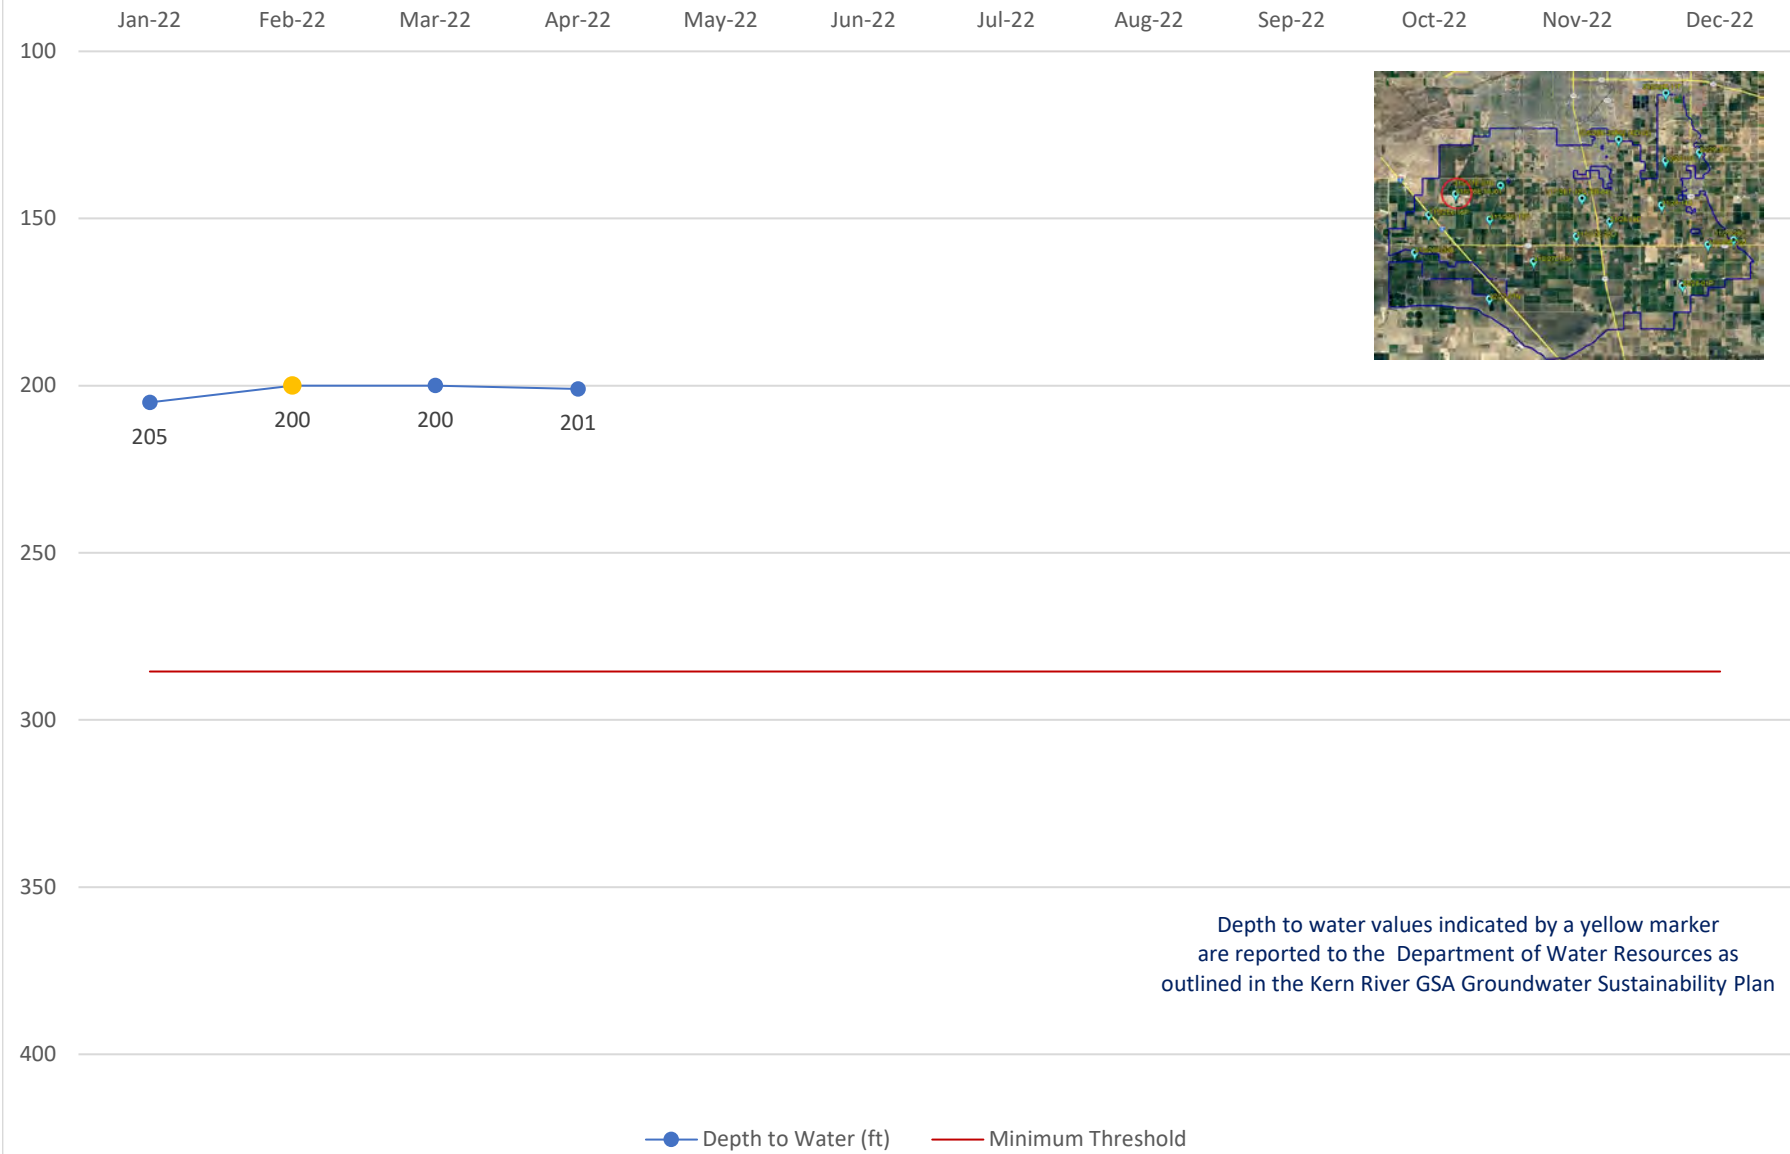 Jan-22 Feb-22 Mar-22 Apr-22 May-22 Jun-22 Jul-22 Aug-22 Sep-22 Oct-22 Nov-22 Dec-22
100
150
200
205 200 200 201
250
300
350
Depth to water values indicated by a yellow marker
are reported to the Department of Water Resources as
outlined in the Kern River GSA Groundwater Sustainability Plan
400
Depth to Water (ft) Minimum Threshold